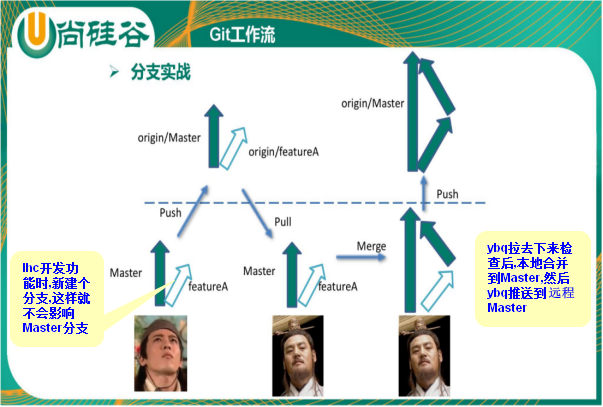 尚硅谷
Git工作流
分支实战
origin/Master
origin/featureA
origin/Master
Push
Pull
Push
Master
featureA
Master
featureA
Merge
lhc开发功
能时,新建个
分支,这样就
不会影响
Master分支
ybq拉去下来检
查后,本地合并
到Master,然后
ybq推送到 远程
Master